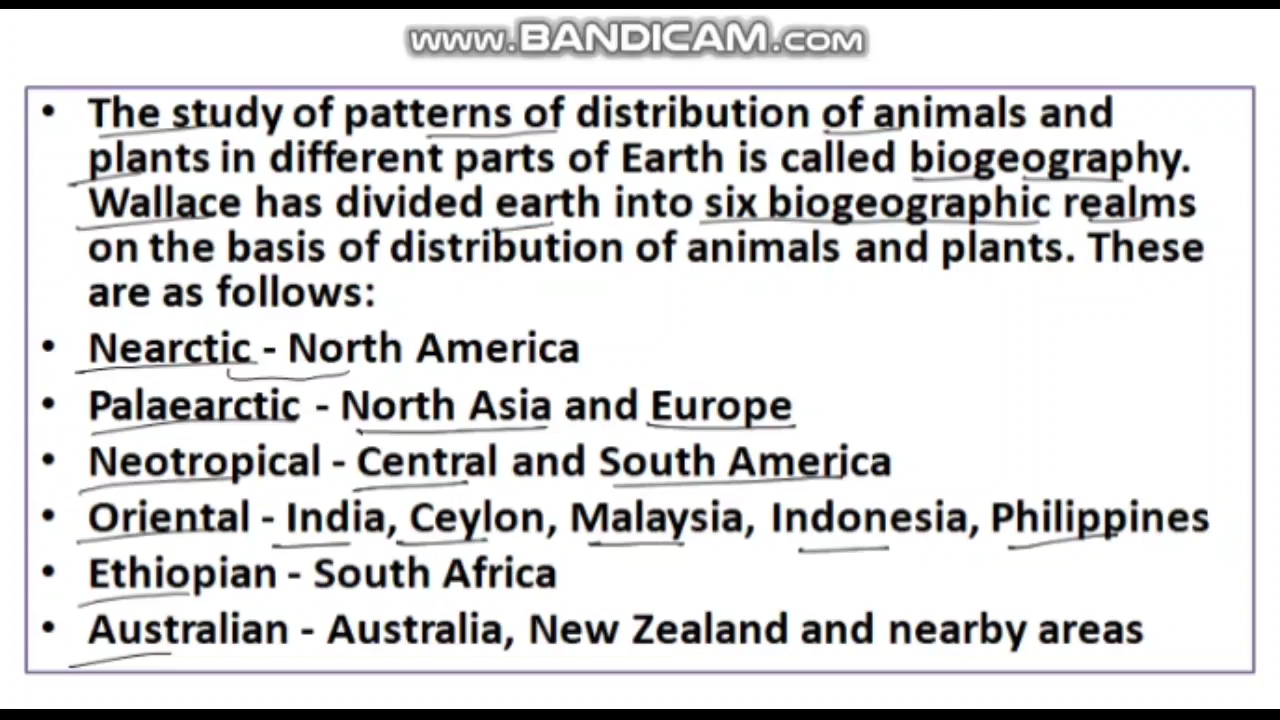 www.BANDICAM.com
• The study of patterns of distribution of animals and
plants in different parts of Earth is called biogeography.
Wallace has divided earth into six biogeographic realms
on the basis of distribution of animals and plants. These
are as follows:
• Nearctic - North America
• Palaearctic - North Asia and Europe
• Neotropical - Central and South America
• Oriental - India, Ceylon, Malaysia, Indonesia, Philippines
• Ethiopian - South Africa
• Australian - Australia, New Zealand and nearby areas